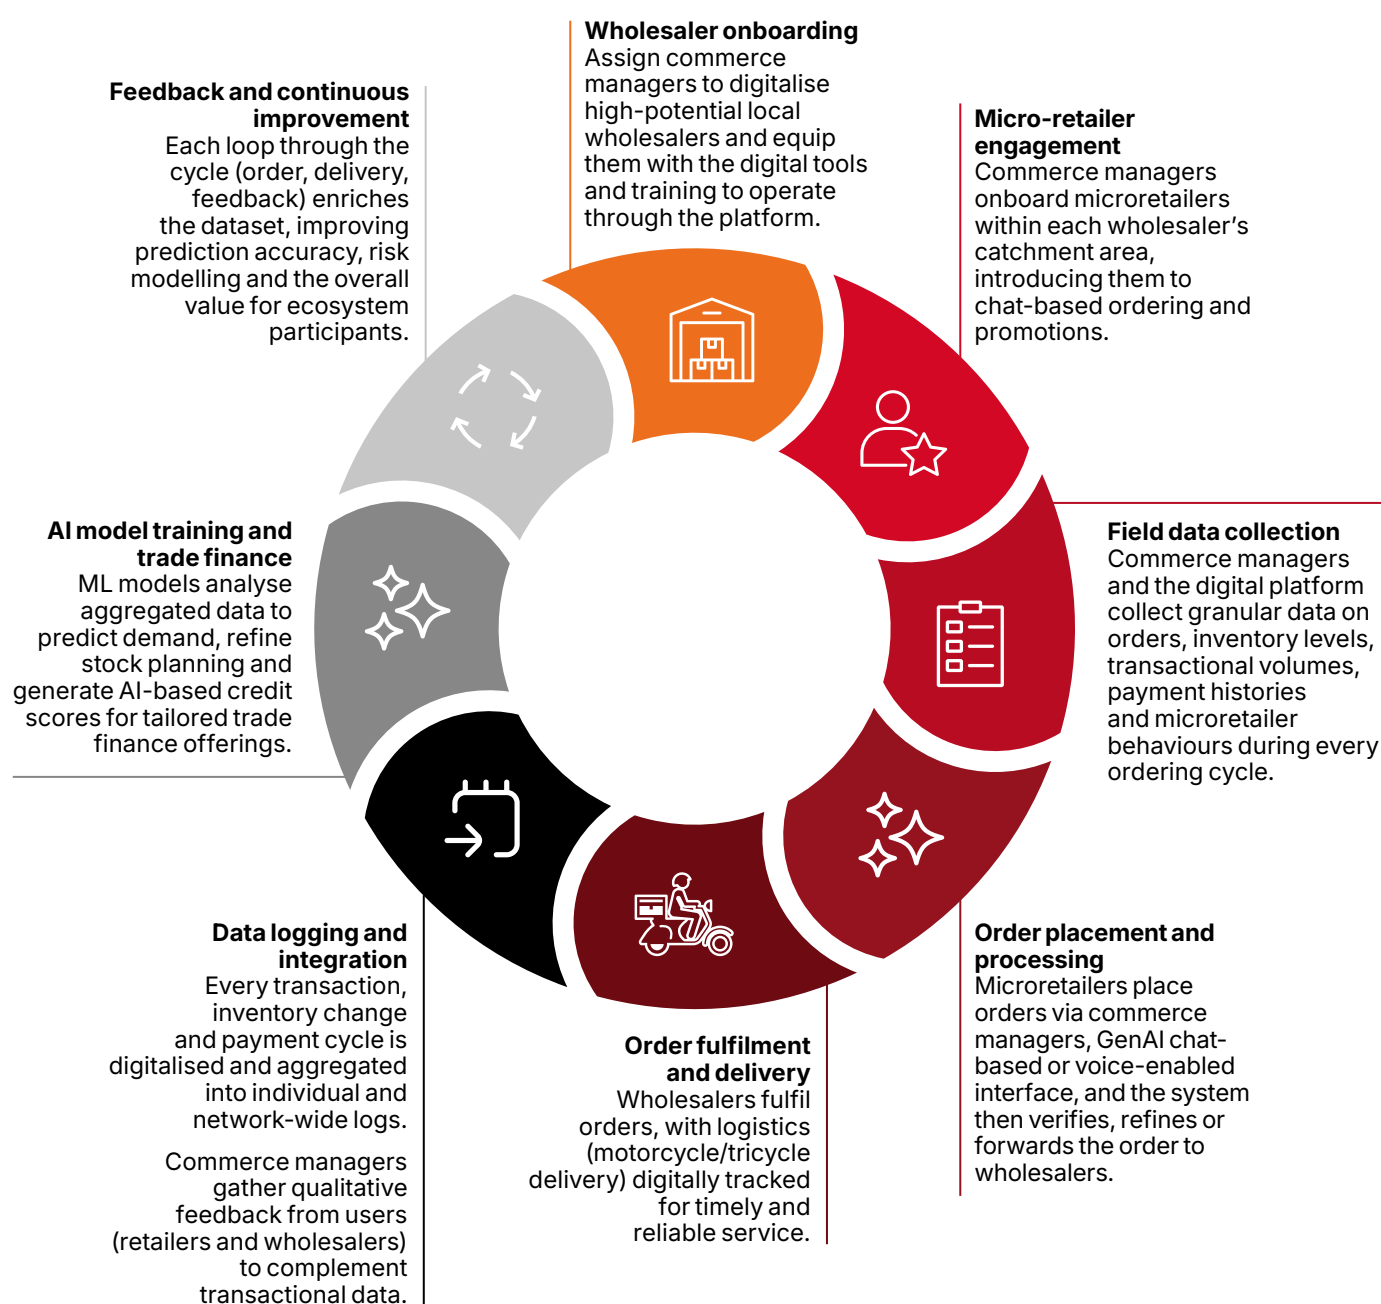 Wholesaler onboarding
Assign commerce
managers to digitalise
high-potential local
wholesalers and equip
them with the digital tools
and training to operate
through the platform.
Micro-retailer
engagement
Commerce managers
onboard microretailers
within each wholesaler’s
catchment area,
introducing them to
chat-based ordering and
promotions.
Field data collection
Commerce managers
and the digital platform
collect granular data on
orders, inventory levels,
transactional volumes,
payment histories
and microretailer
behaviours during every
ordering cycle.
Order placement and
processing
Microretailers place
orders via commerce
managers, GenAI chat-
based or voice-enabled
interface, and the system
then verifies, refines or
forwards the order to
wholesalers.
Order fulfilment
and delivery
Wholesalers fulfil
orders, with logistics
(motorcycle/tricycle
delivery) digitally tracked
for timely and
reliable service.
Data logging and
integration
Every transaction,
inventory change
and payment cycle is
digitalised and aggregated
into individual and
network-wide logs.
Commerce managers
gather qualitative
feedback from users
(retailers and wholesalers)
to complement
transactional data.
AI model training and
trade finance
ML models analyse
aggregated data to
predict demand, refine
stock planning and
generate AI-based credit
scores for tailored trade
finance offerings.
Feedback and continuous
improvement
Each loop through the
cycle (order, delivery,
feedback) enriches
the dataset, improving
prediction accuracy, risk
modelling and the overall
value for ecosystem
participants.